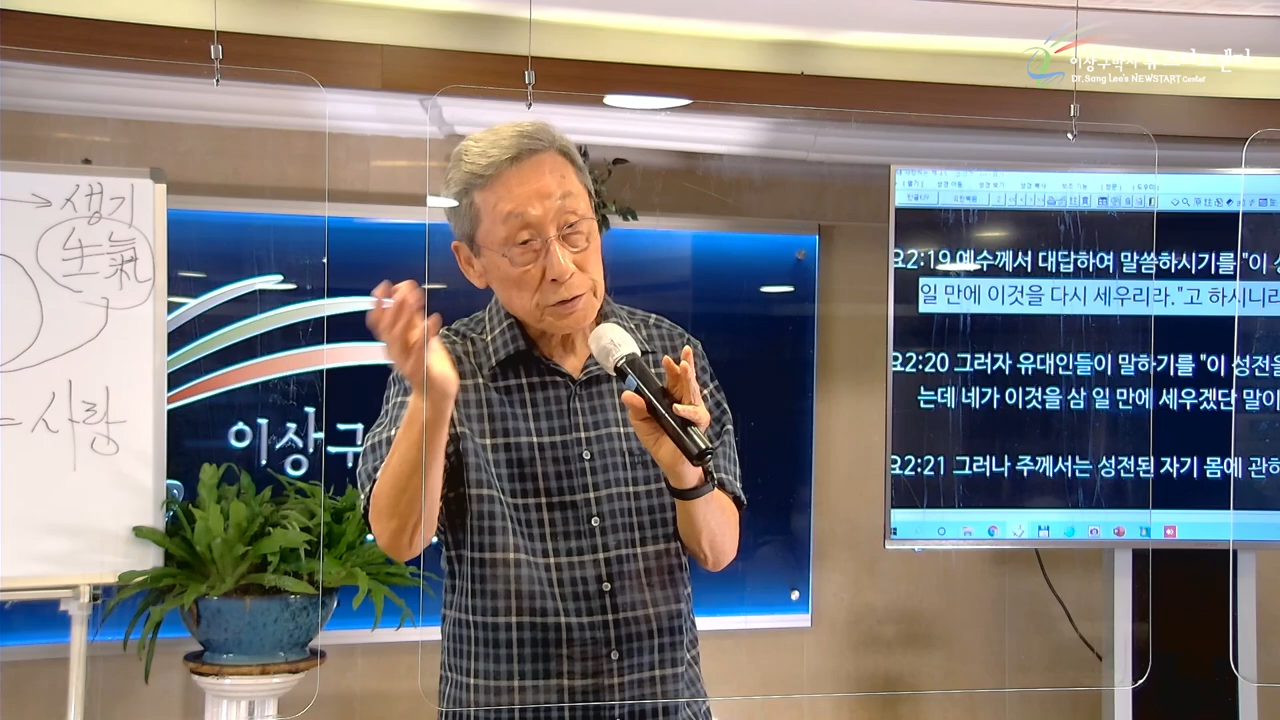 이상구박사 뉴스타트센터
Dr. Sang Lee's NEWSTART Center
→ 생기
生氣
= 사랑
이상구
요2:19 예수께서 대답하여 말씀하시기를 "이
일 만에 이것을 다시 세우리라."고 하시니라
요2:20 그러자 유대인들이 말하기를 "이 성전을
는데 네가 이것을 삼 일 만에 세우겠단 말이
요2:21 그러나 주께서는 성전된 자기 몸에 관하